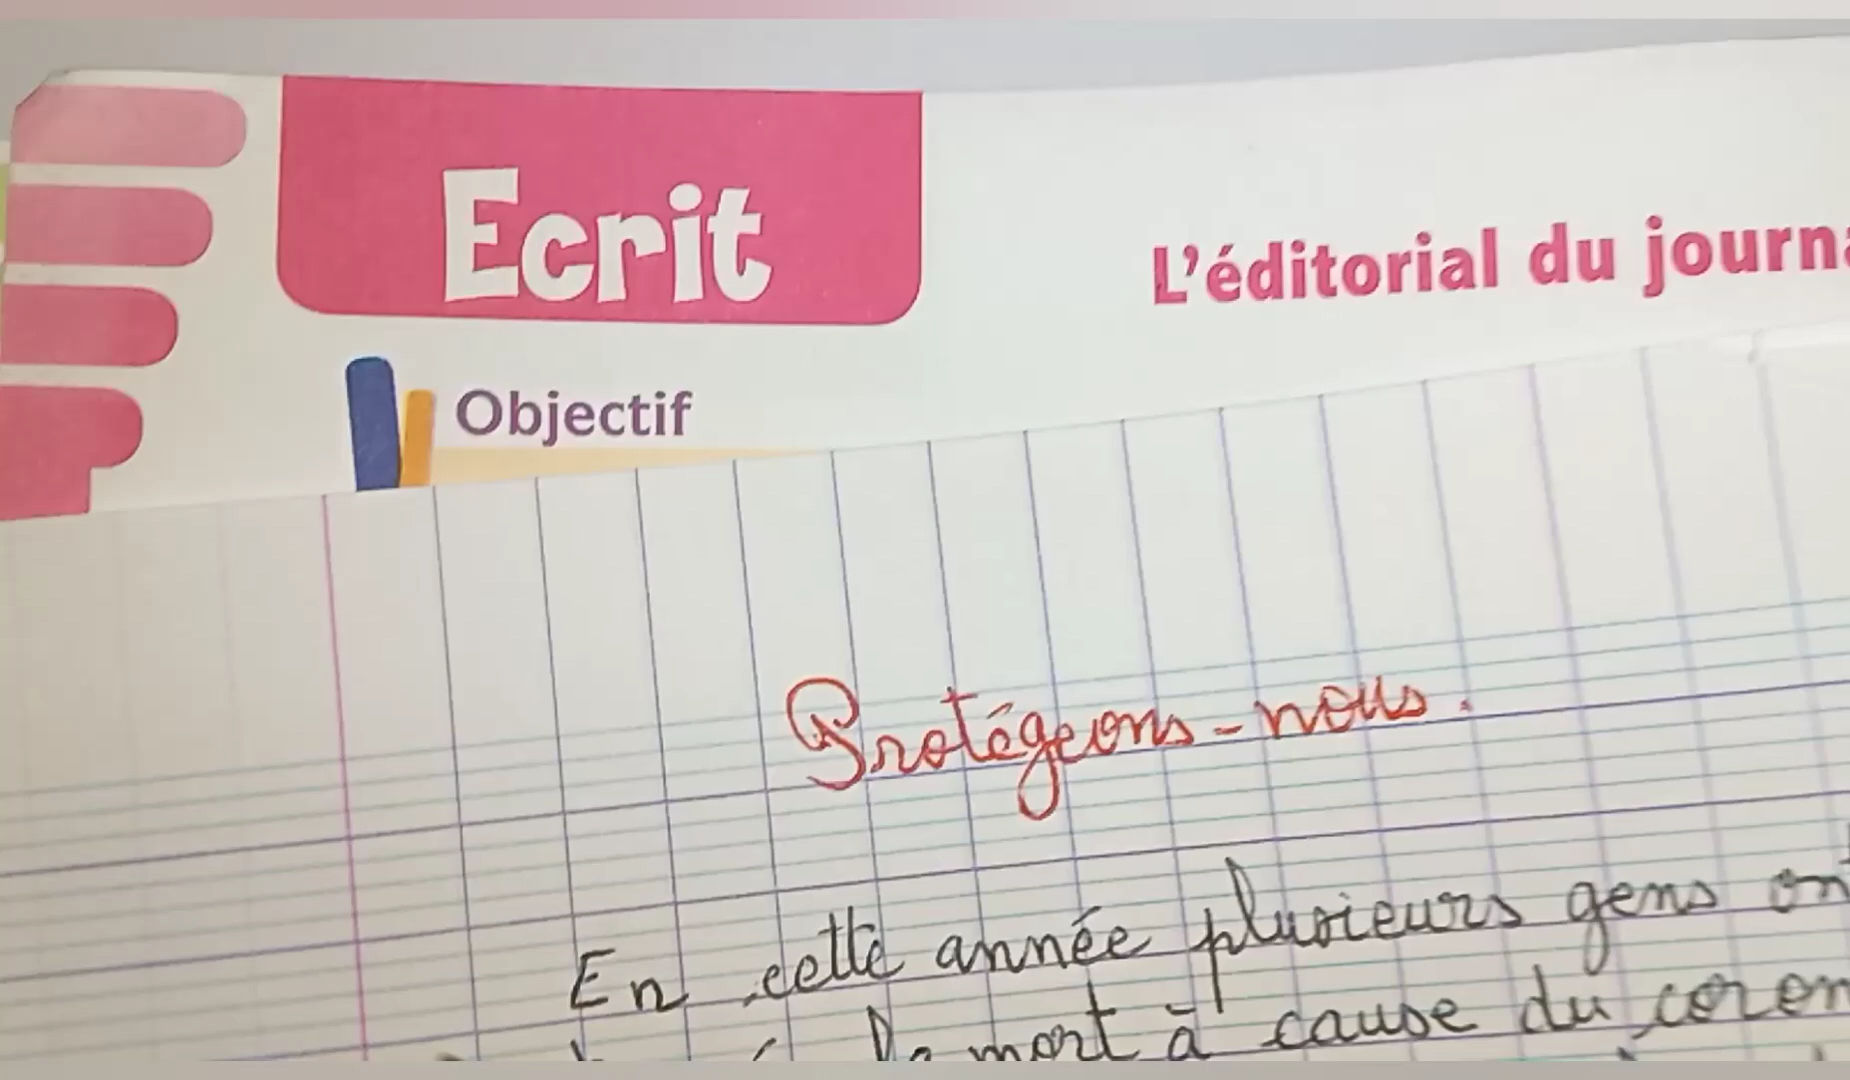 Ecrit
L'éditorial du journa
Objectif
Protégeons-nous.
En cette année plusieurs gens on
mort à cause du coron